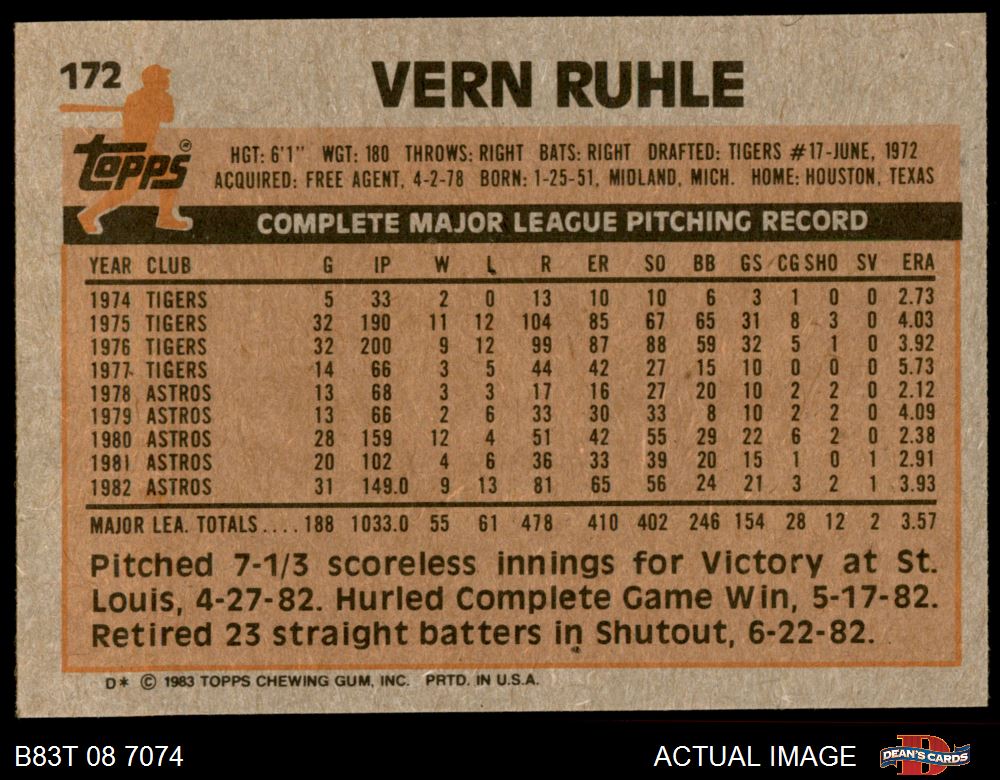 172
VERN RUHLE
Topps®
HGT: 6'1" WGT: 180 THROWS: RIGHT BATS: RIGHT DRAFTED: TIGERS #17-JUNE, 1972
ACQUIRED: FREE AGENT, 4-2-78 BORN: 1-25-51, MIDLAND, MICH. HOME: HOUSTON, TEXAS
COMPLETE MAJOR LEAGUE PITCHING RECORD
YEAR CLUB G IP W L R ER SO BB GS CG SHO SV ERA
1974 TIGERS 5 33 2 0 13 10 10 6 3 1 0 0 2.73
1975 TIGERS 32 190 11 12 104 85 67 65 31 8 3 0 4.03
1976 TIGERS 32 200 9 12 99 87 88 59 32 5 1 0 3.92
1977 TIGERS 14 66 3 5 44 42 27 15 10 0 0 0 5.73
1978 ASTROS 13 68 3 3 17 16 27 20 10 2 2 0 2.12
1979 ASTROS 13 66 2 6 33 30 33 8 10 2 2 0 4.09
1980 ASTROS 28 159 12 4 51 42 55 29 22 6 2 0 2.38
1981 ASTROS 20 102 4 6 36 33 39 20 15 1 0 1 2.91
1982 ASTROS 31 149.0 9 13 81 65 56 24 21 3 2 1 3.93
MAJOR LEA. TOTALS.... 188 1033.0 55 61 478 410 402 246 154 28 12 2 3.57
Pitched 7-1/3 scoreless innings for Victory at St.
Louis, 4-27-82. Hurled Complete Game Win, 5-17-82.
Retired 23 straight batters in Shutout, 6-22-82.
D* © 1983 TOPPS CHEWING GUM, INC. PRTD. IN U.S.A.
B83T 08 7074 ACTUAL IMAGE DEAN'S CARDS